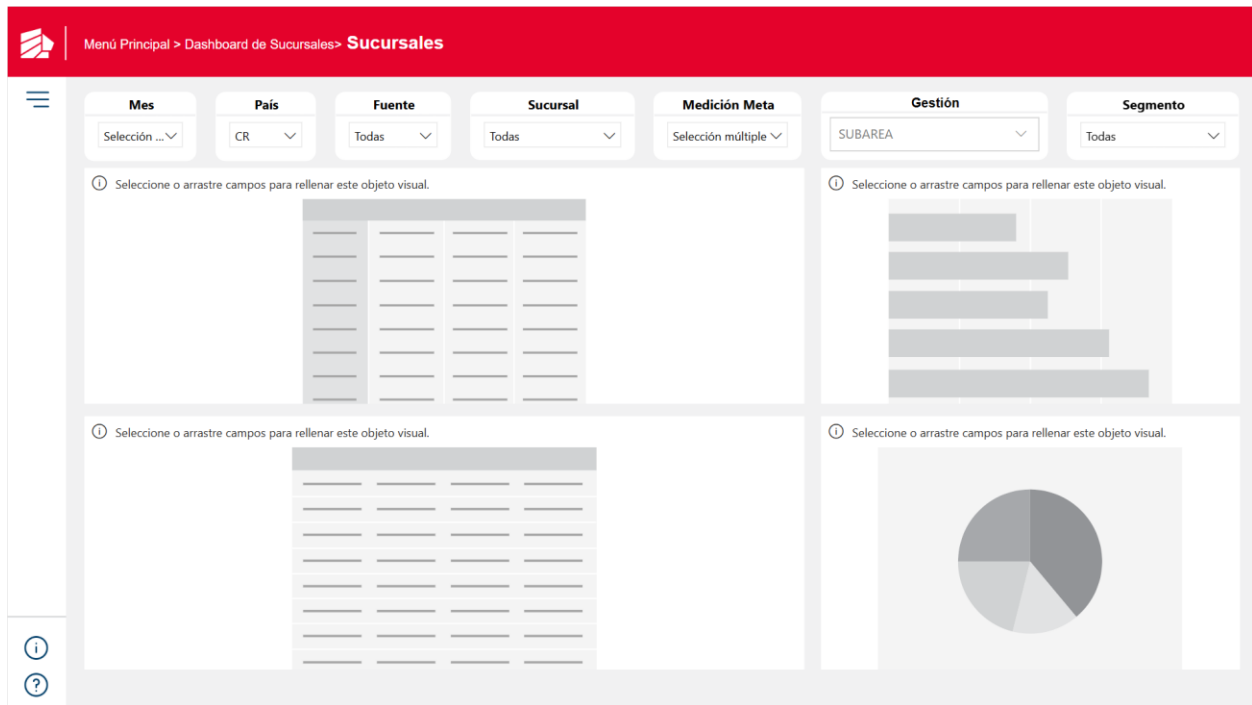 Menú Principal > Dashboard de Sucursales> Sucursales
Mes
País
Fuente
Sucursal
Medición Meta
Gestión
Segmento
Selección ...
CR
Todas
Todas
Selección múltiple
SUBAREA
Todas
Seleccione o arrastre campos para rellenar este objeto visual.
Seleccione o arrastre campos para rellenar este objeto visual.
Seleccione o arrastre campos para rellenar este objeto visual.
Seleccione o arrastre campos para rellenar este objeto visual.